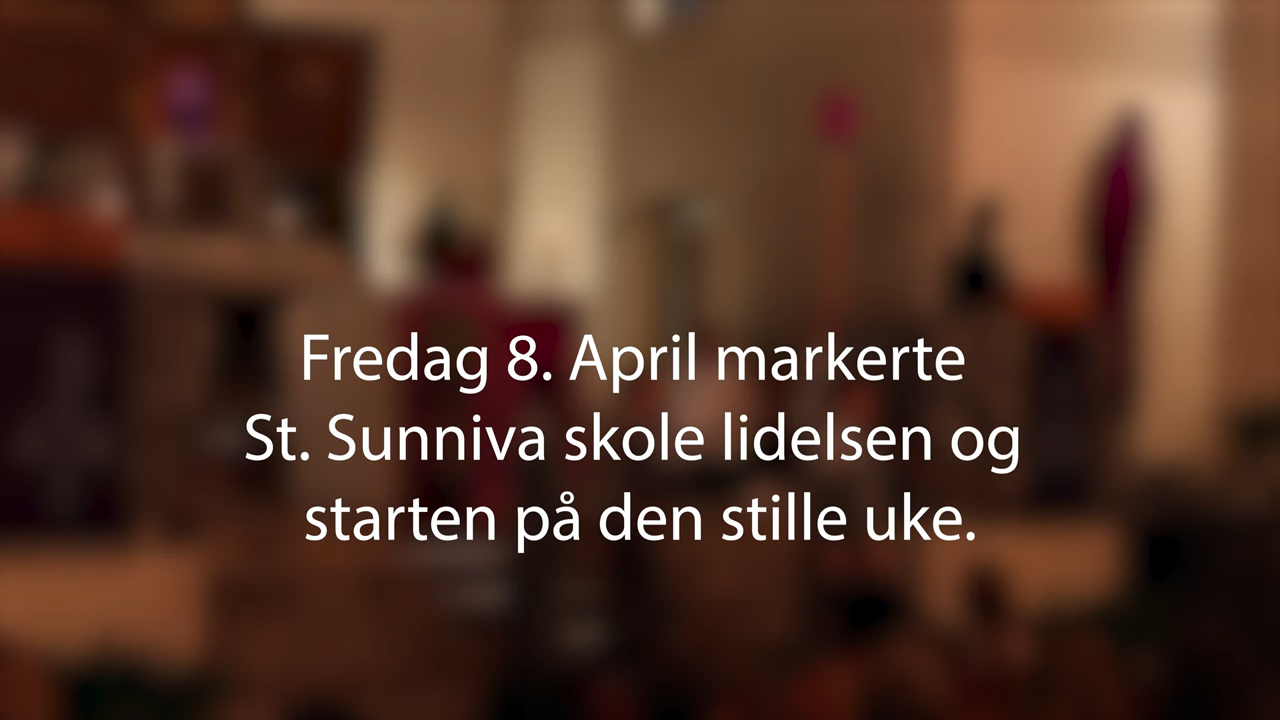 Fredag 8. April markerte
St. Sunniva skole lidelsen og
starten på den stille uke.